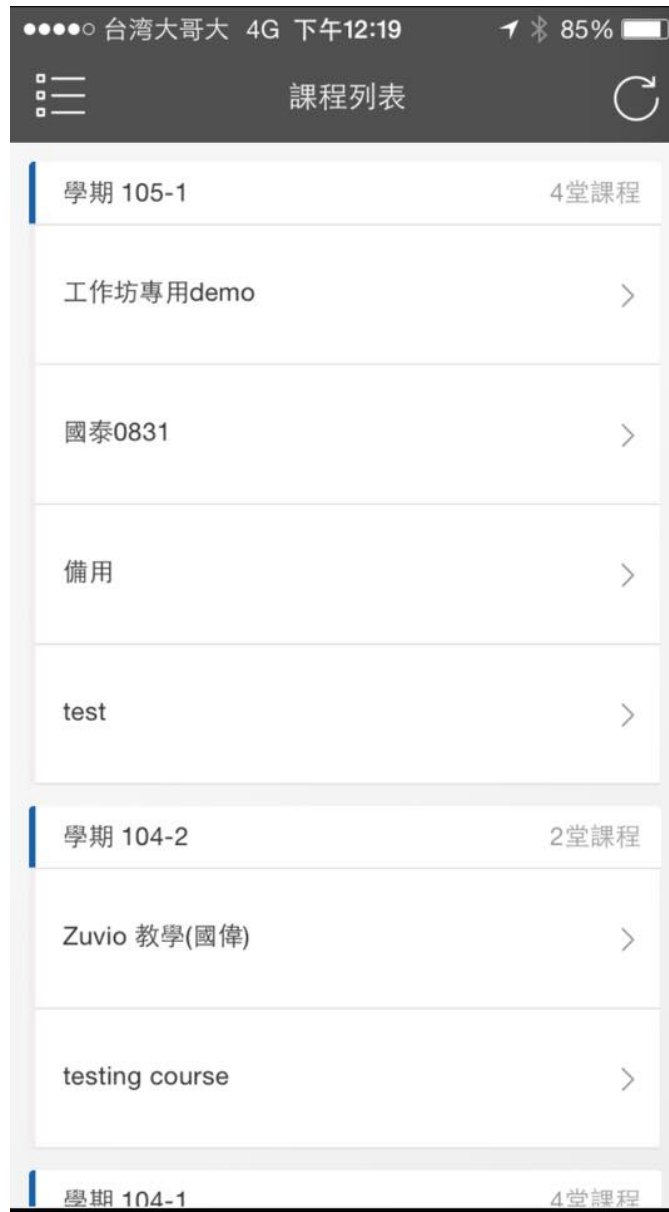 台湾大哥大 4G 下午12:19 85%
課程列表
學期 105-1 4堂課程
工作坊專用demo
國泰0831
備用
test
學期 104-2 2堂課程
Zuvio 教學(國偉)
testing course
學期 104-1 4堂課程